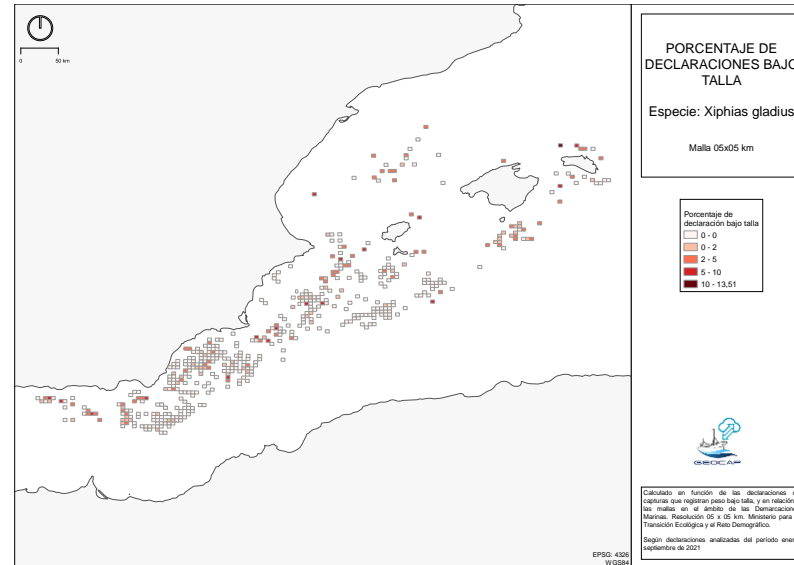 0 50 km
PORCENTAJE DE
DECLARACIONES BAJO
TALLA
Especie: Xiphias gladius
Malla 05x05 km
Porcentaje de
declaración bajo talla
0 - 0
0 - 2
2 - 5
5 - 10
10 - 13,51
GEOCAP
Calculado en función de las declaraciones
capturas que registran peso bajo talla, y en relación
las mallas en el ámbito de las Demarcacione
Marinas. Resolución 05 x 05 km. Ministerio para
Transición Ecológica y el Reto Demográfico.
Según declaraciones analizadas del período ener
septiembre de 2021
EPSG: 4326
WGS84